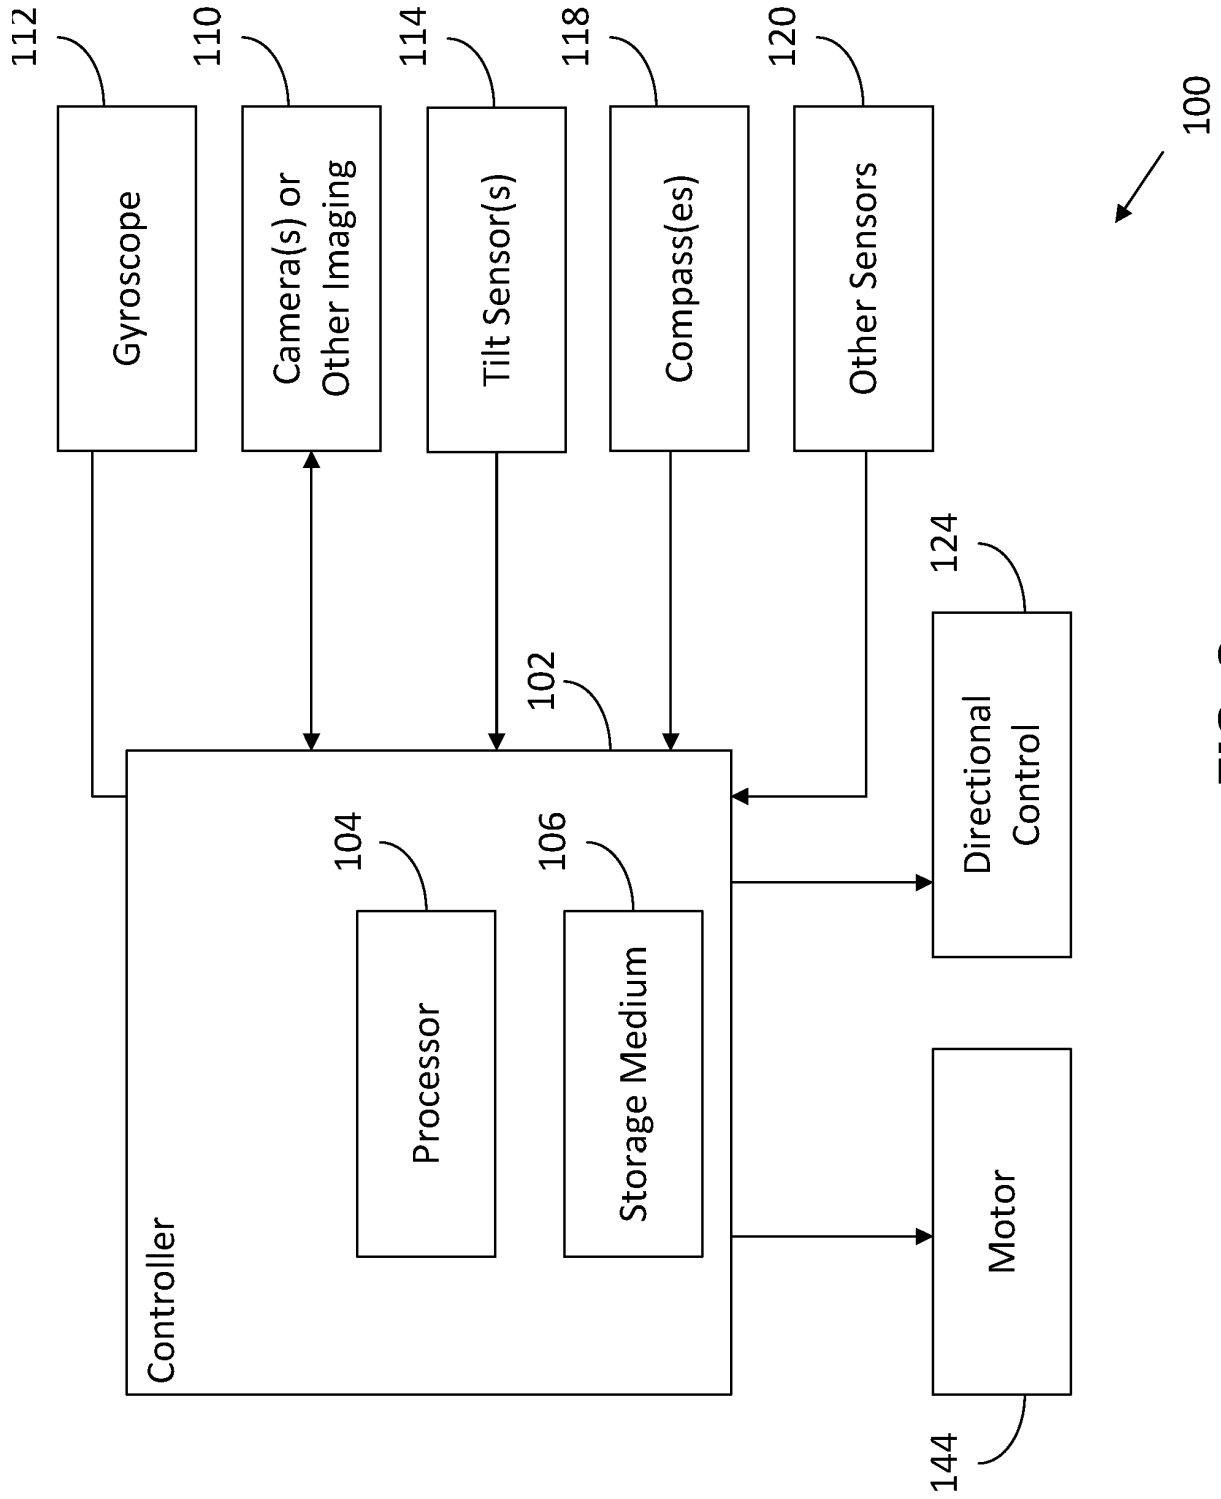 112
110
114
118
120
Gyroscope
Camera(s) or
Other Imaging
Tilt Sensor(s)
Compass(es)
Other Sensors
100
102
124
Controller
104
Processor
106
Storage Medium
Directional
Control
Motor
144